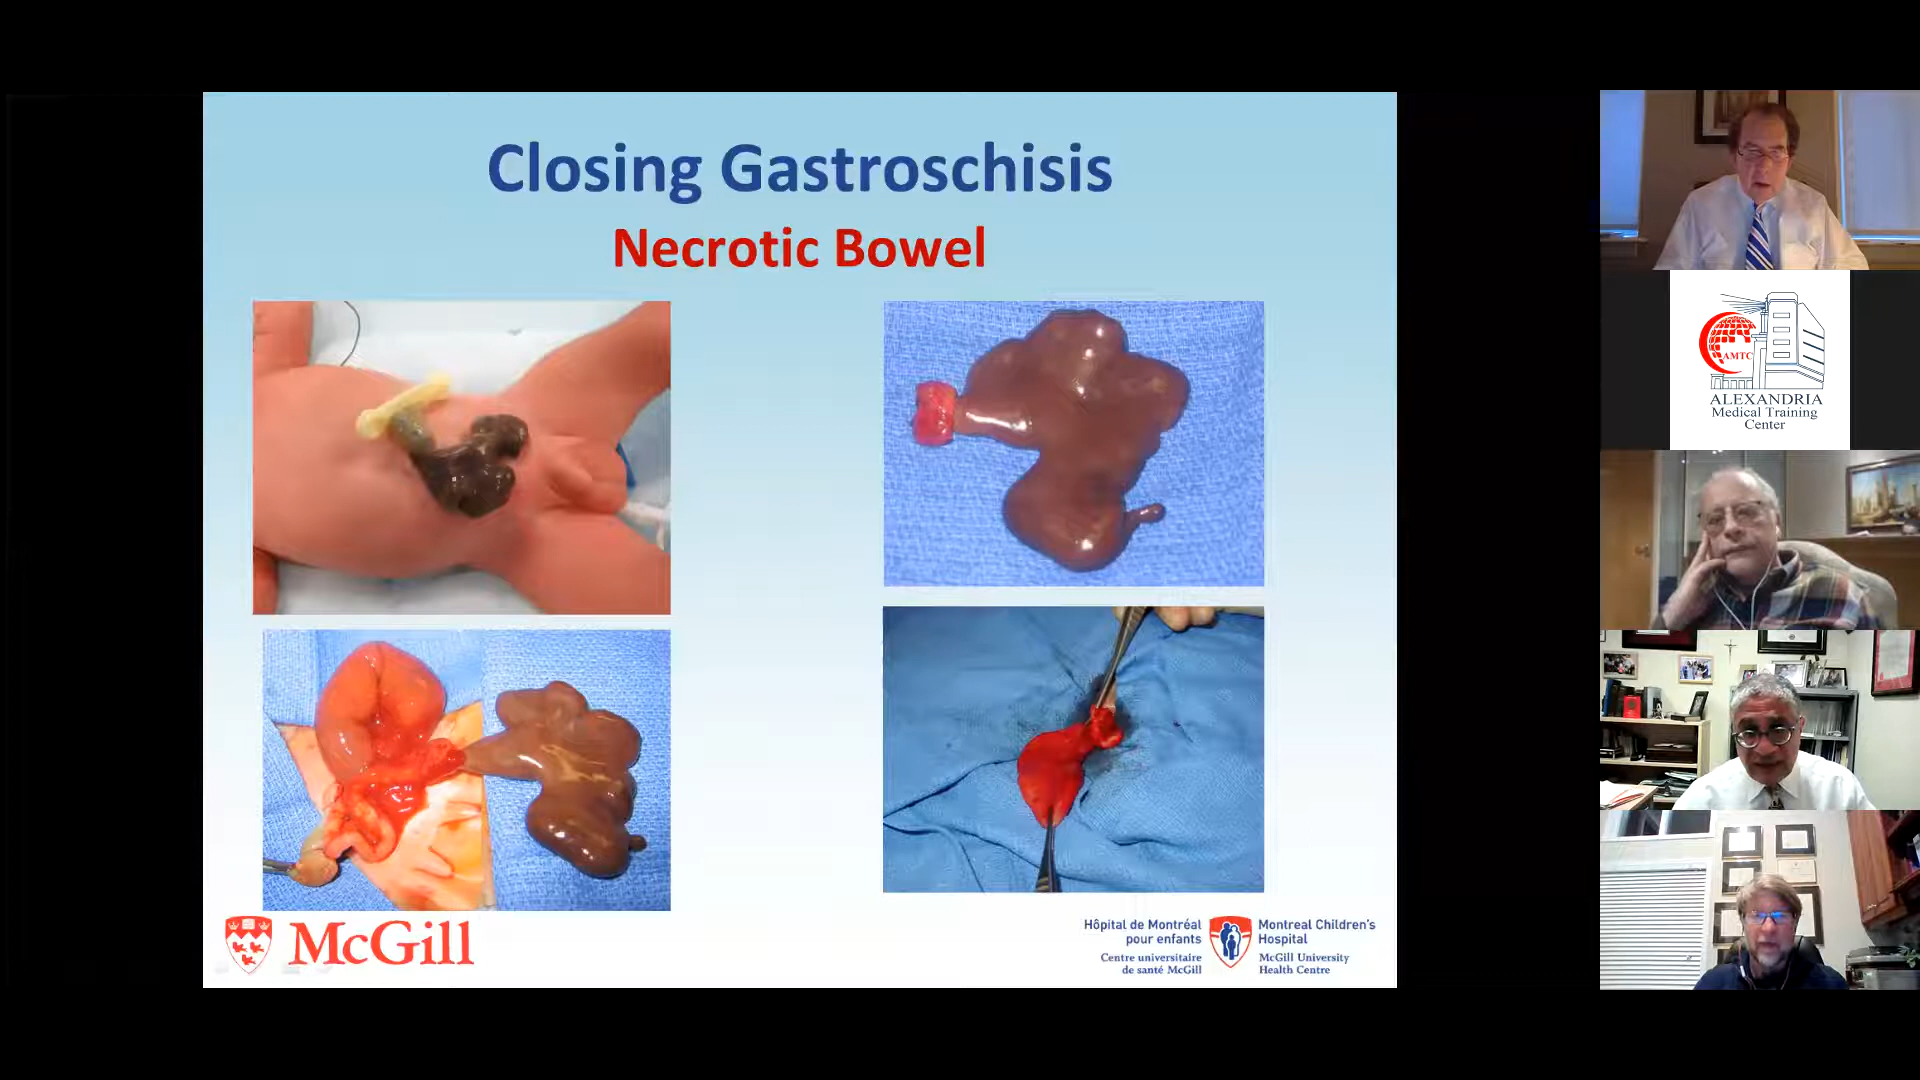 Closing Gastroschisis
Necrotic Bowel
McGill
Hôpital de Montréal
pour enfants
Centre universitaire
de santé McGill
Montreal Children's
Hospital
McGill University
Health Centre
AMTC
ALEXANDRIA
Medical Training
Center